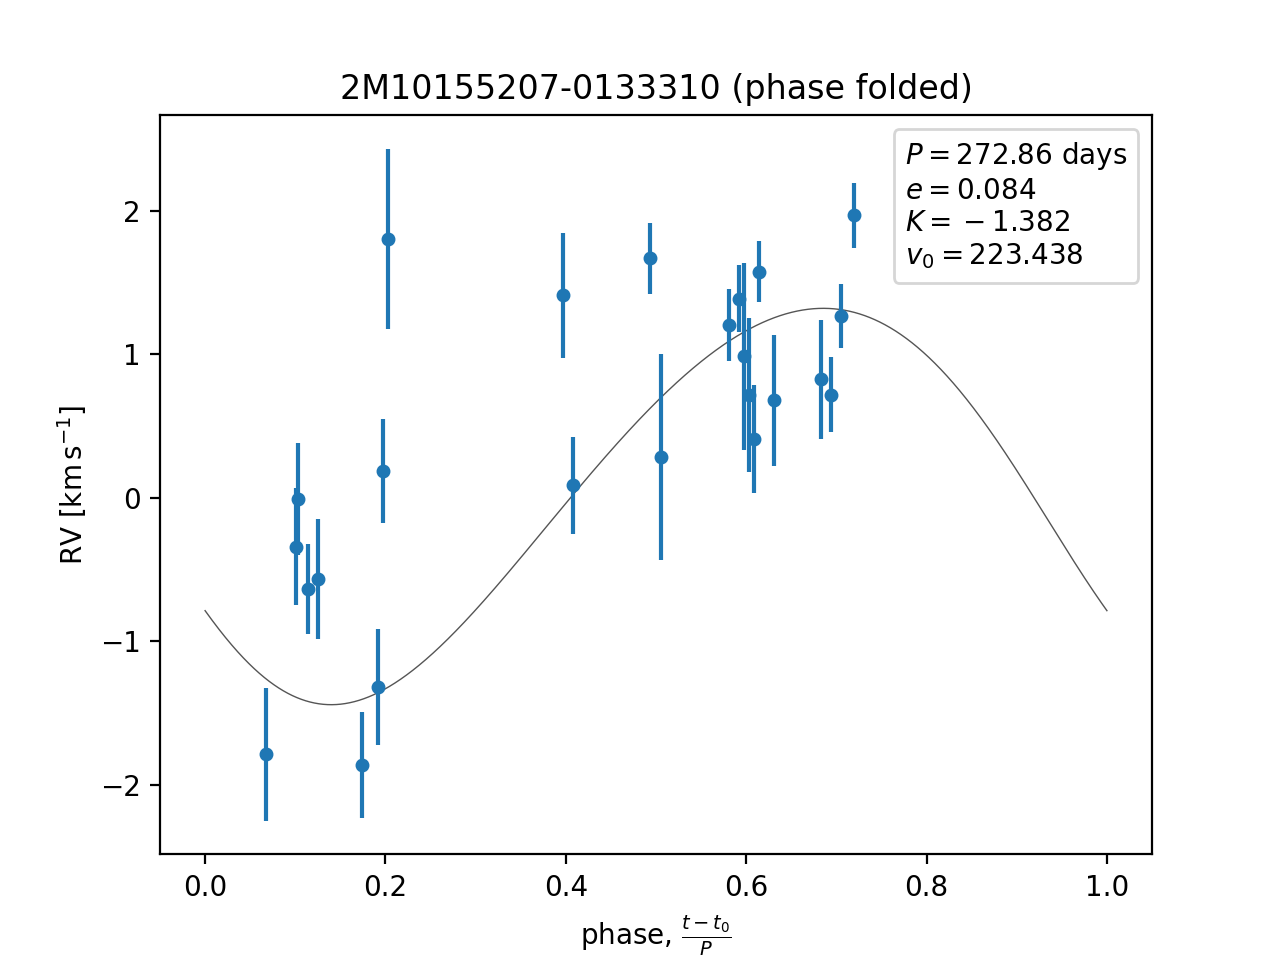 2M10155207-0133310 (phase folded)
P = 272.86 days
e = 0.084
K = −1.382
v₀ = 223.438
RV [km s⁻¹]
2
1
0
−1
−2
0.0 0.2 0.4 0.6 0.8 1.0
phase, (t − t₀)/P